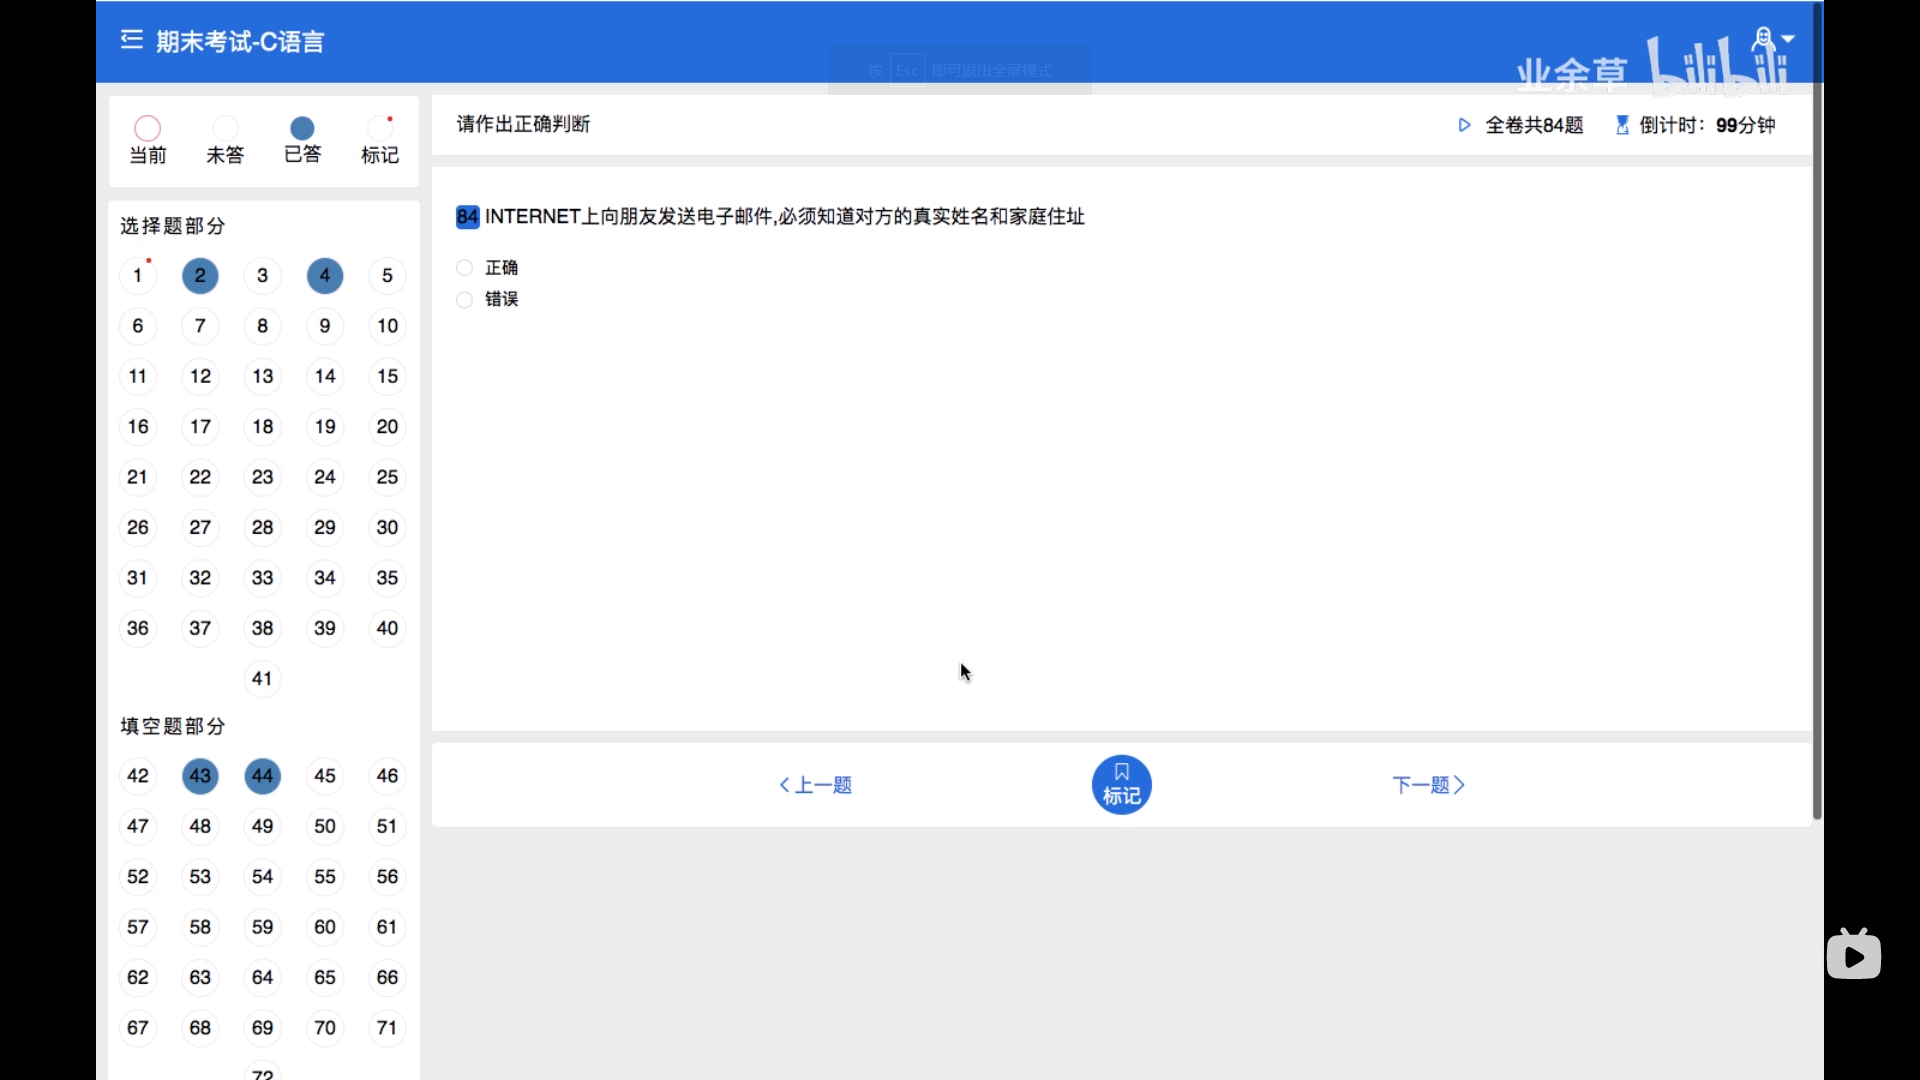 期末考试-C语言
按 Esc 即可退出全屏模式
业余草 bilibili
当前 未答 已答 标记
请作出正确判断
全卷共84题 倒计时：99分钟
选择题部分
1 2 3 4 5
6 7 8 9 10
11 12 13 14 15
16 17 18 19 20
21 22 23 24 25
26 27 28 29 30
31 32 33 34 35
36 37 38 39 40
41
填空题部分
42 43 44 45 46
47 48 49 50 51
52 53 54 55 56
57 58 59 60 61
62 63 64 65 66
67 68 69 70 71
72
84 INTERNET上向朋友发送电子邮件,必须知道对方的真实姓名和家庭住址
正确
错误
上一题
标记
下一题